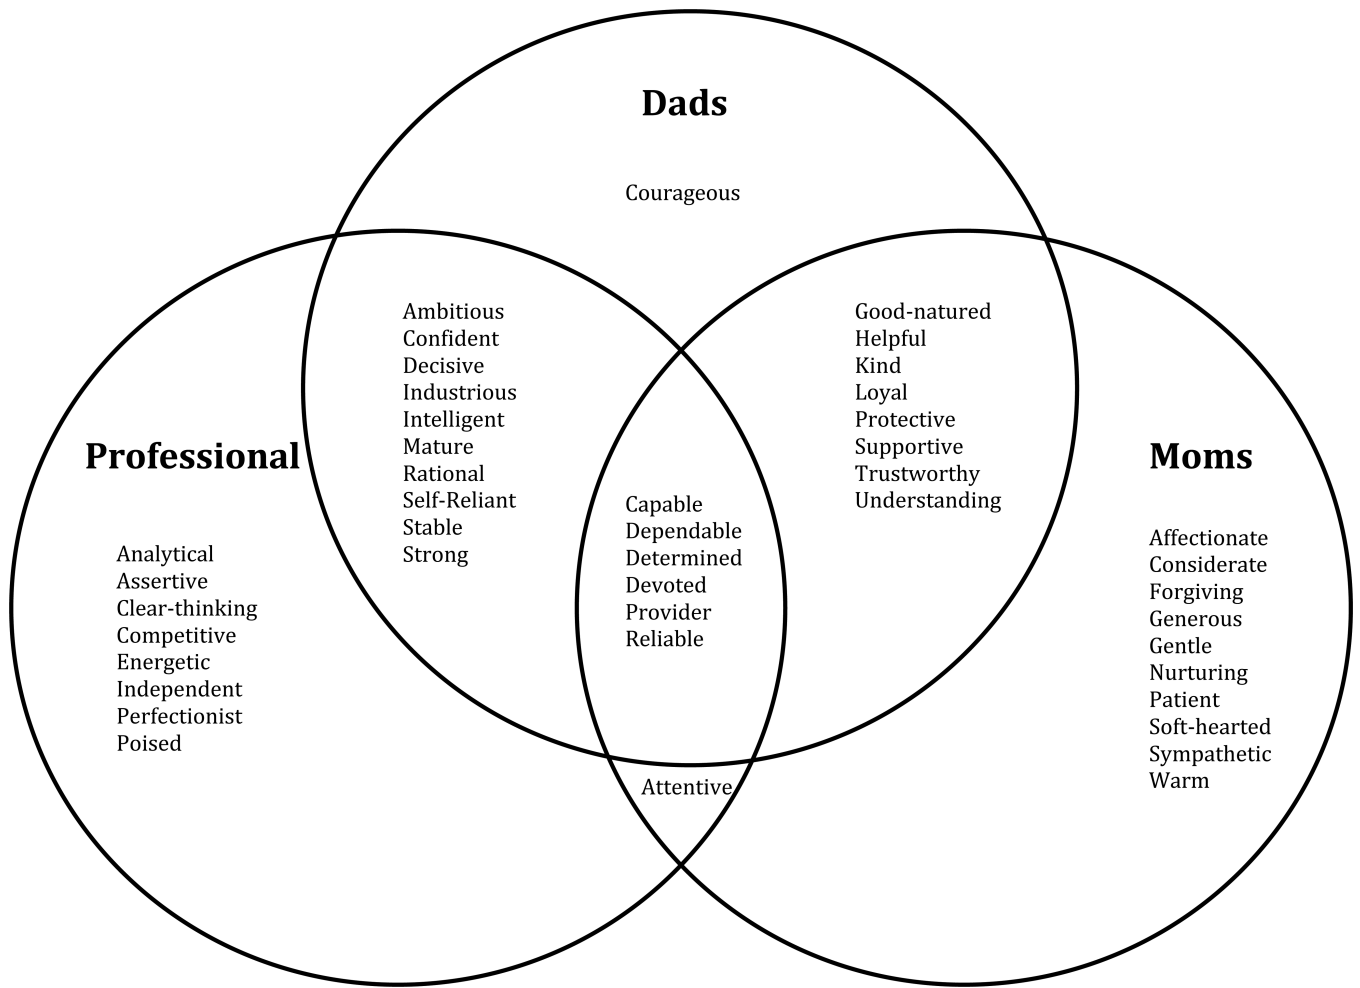 Dads
Courageous
Ambitious
Confident
Decisive
Industrious
Intelligent
Mature
Rational
Self-Reliant
Stable
Strong
Good-natured
Helpful
Kind
Loyal
Protective
Supportive
Trustworthy
Understanding
Professional
Analytical
Assertive
Clear-thinking
Competitive
Energetic
Independent
Perfectionist
Poised
Capable
Dependable
Determined
Devoted
Provider
Reliable
Moms
Affectionate
Considerate
Forgiving
Generous
Gentle
Nurturing
Patient
Soft-hearted
Sympathetic
Warm
Attentive